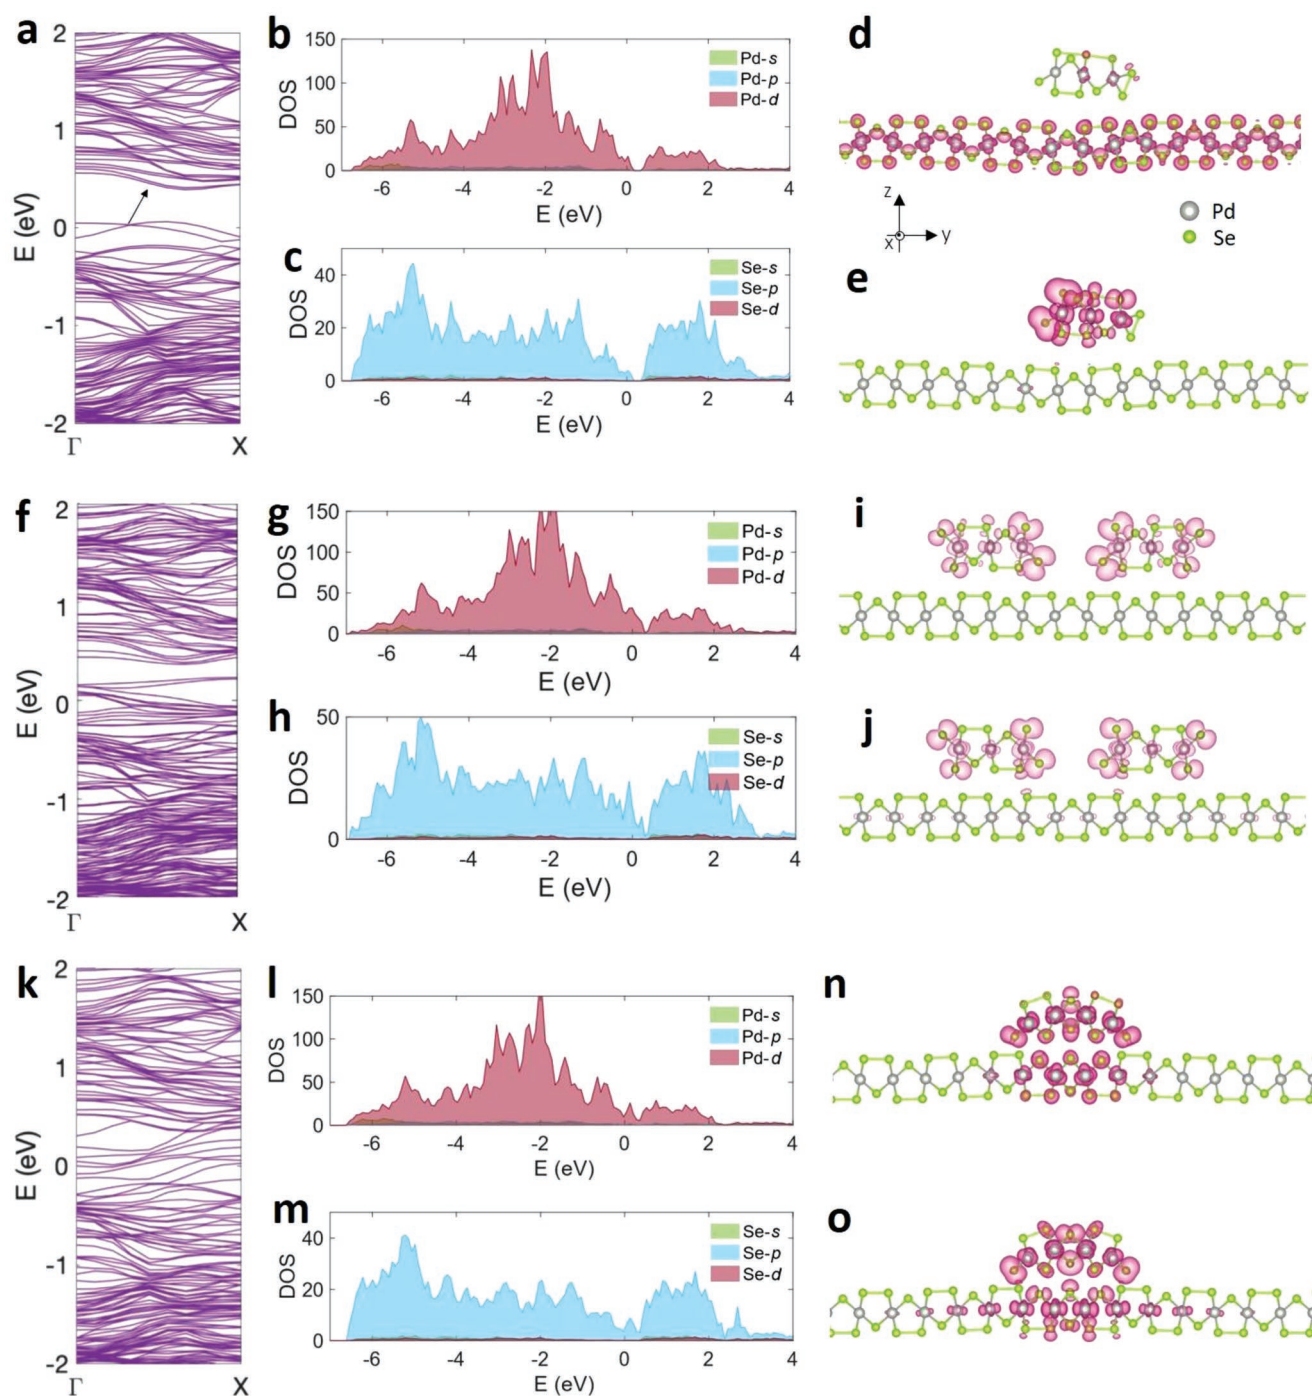 a
2
1
0
-1
-2
E (eV)
Γ
X
b
150
100
50
0
DOS
Pd-s
Pd-p
Pd-d
-6
-4
-2
0
2
4
E (eV)
c
40
20
0
DOS
Se-s
Se-p
Se-d
-6
-4
-2
0
2
4
E (eV)
d
z
x
y
Pd
Se
e
f
2
1
0
-1
-2
E (eV)
Γ
X
g
150
100
50
0
DOS
Pd-s
Pd-p
Pd-d
-6
-4
-2
0
2
4
E (eV)
h
50
0
DOS
Se-s
Se-p
Se-d
-6
-4
-2
0
2
4
E (eV)
i
j
k
2
1
0
-1
-2
E (eV)
Γ
X
l
150
100
50
0
DOS
Pd-s
Pd-p
Pd-d
-6
-4
-2
0
2
4
E (eV)
m
40
20
0
DOS
Se-s
Se-p
Se-d
-6
-4
-2
0
2
4
E (eV)
n
o